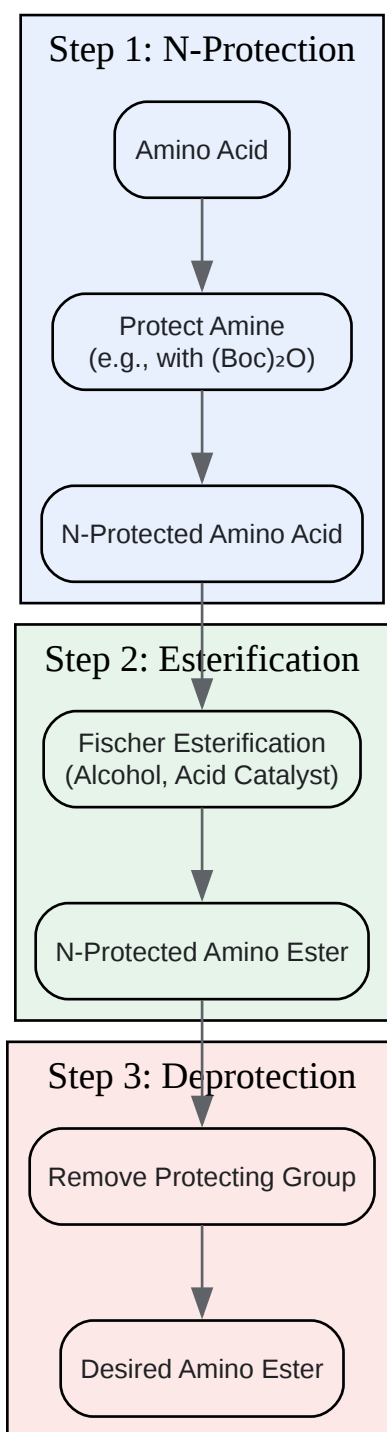 Step 1: N-Protection
Amino Acid
Protect Amine
(e.g., with (Boc)₂O)
N-Protected Amino Acid
Step 2: Esterification
Fischer Esterification
(Alcohol, Acid Catalyst)
N-Protected Amino Ester
Step 3: Deprotection
Remove Protecting Group
Desired Amino Ester